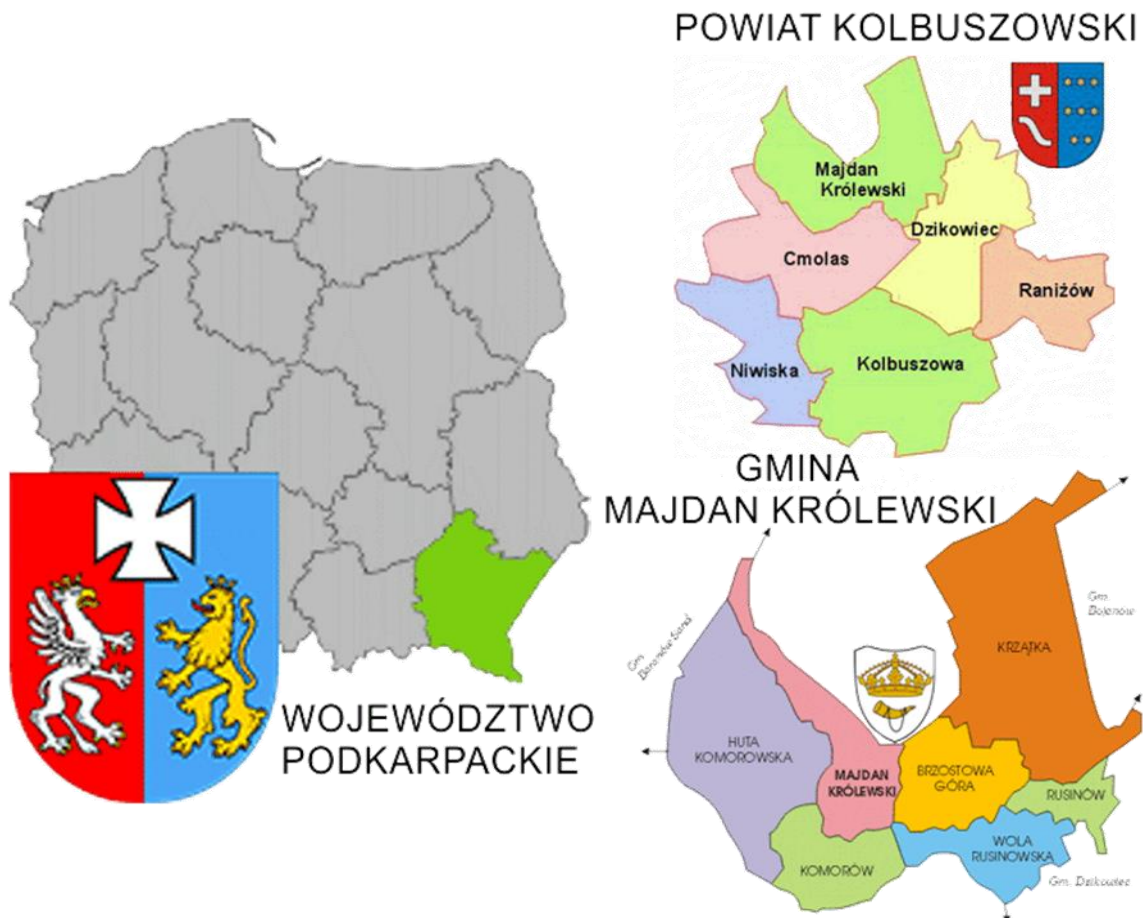 POWIAT KOLBUSZOWSKI
Majdan
Królewski
Dzikowiec
Cmolas
Raniżów
Niwiska
Kolbuszowa
WOJEWÓDZTWO
PODKARPACKIE
GMINA
MAJDAN KRÓLEWSKI
Gm.
Gm.
Bojanów
KRZĄTKA
HUTA
KOMOROWSKA
MAJDAN
KRÓLEWSKI
BRZOSTOWA
GÓRA
RUSINÓW
WOLA
RUSINOWSKA
KOMORÓW
Gm. Dzikowiec